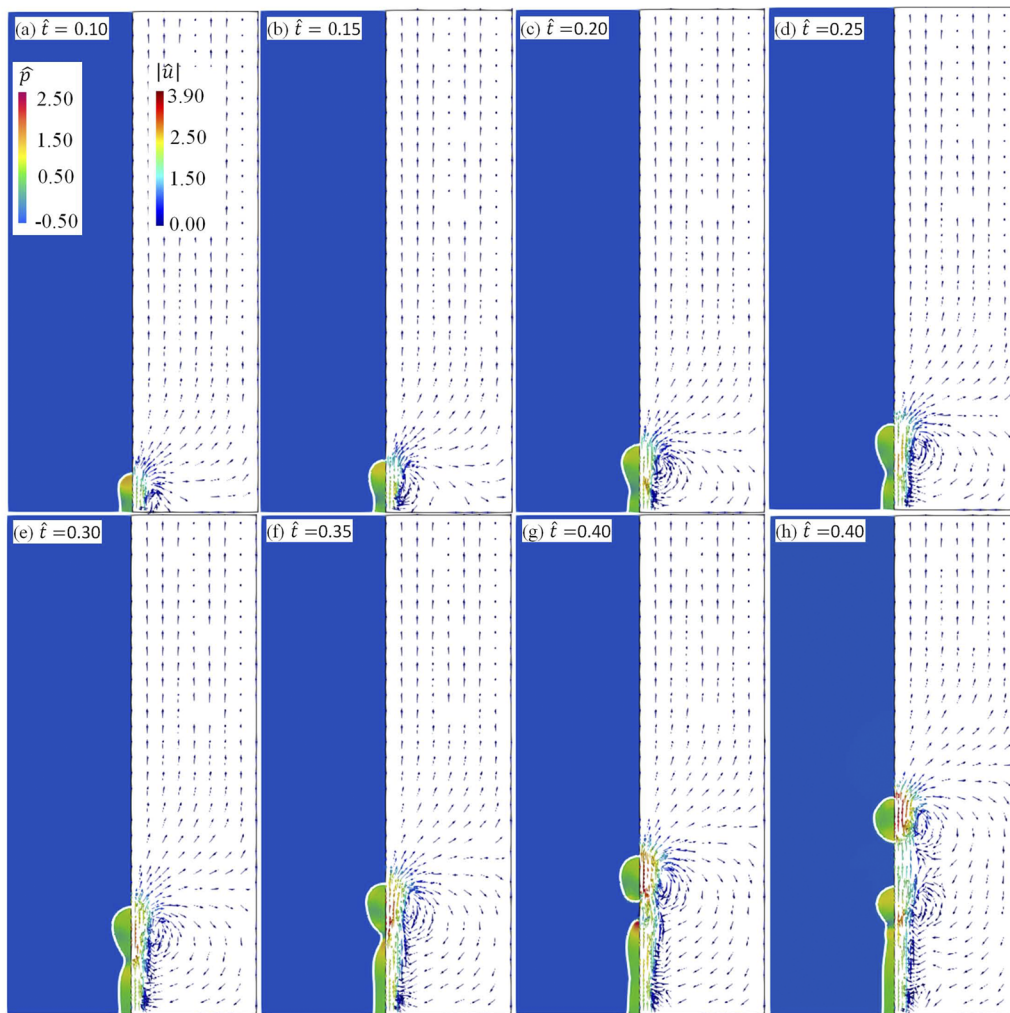 (a) t̂ = 0.10
(b) t̂ = 0.15
(c) t̂ =0.20
(d) t̂ =0.25
p̂
2.50
1.50
0.50
-0.50
|û|
3.90
2.50
1.50
0.00
(e) t̂ =0.30
(f) t̂ =0.35
(g) t̂ =0.40
(h) t̂ =0.40